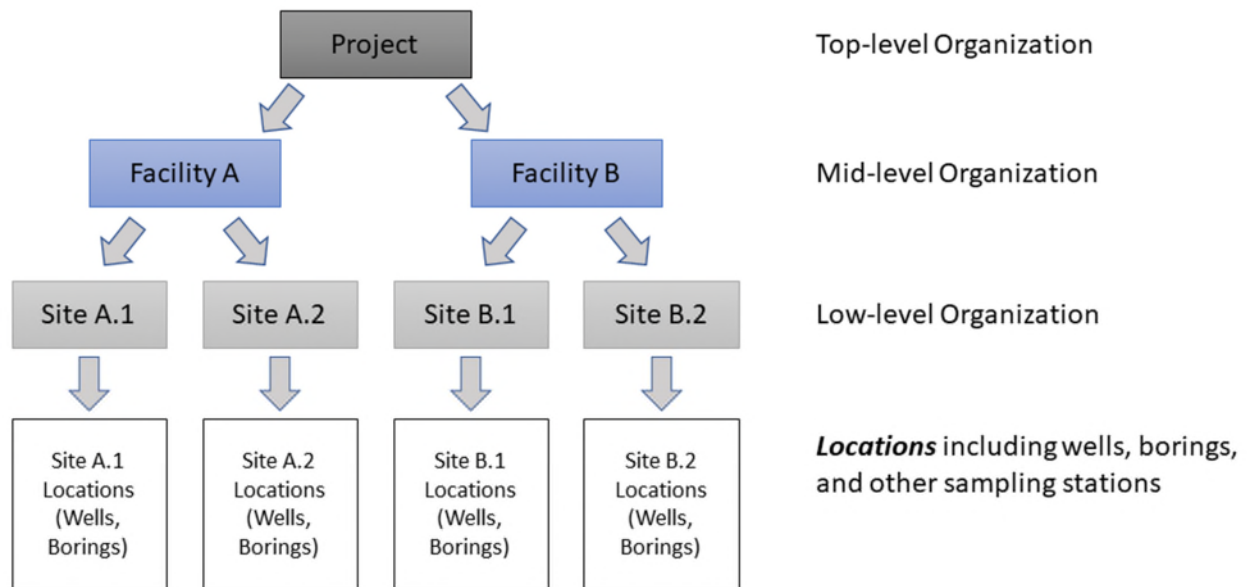 Project
Top-level Organization
Facility A
Facility B
Mid-level Organization
Site A.1
Site A.2
Site B.1
Site B.2
Low-level Organization
Site A.1
Locations
(Wells,
Borings)
Site A.2
Locations
(Wells,
Borings)
Site B.1
Locations
(Wells,
Borings)
Site B.2
Locations
(Wells,
Borings)
Locations including wells, borings,
and other sampling stations